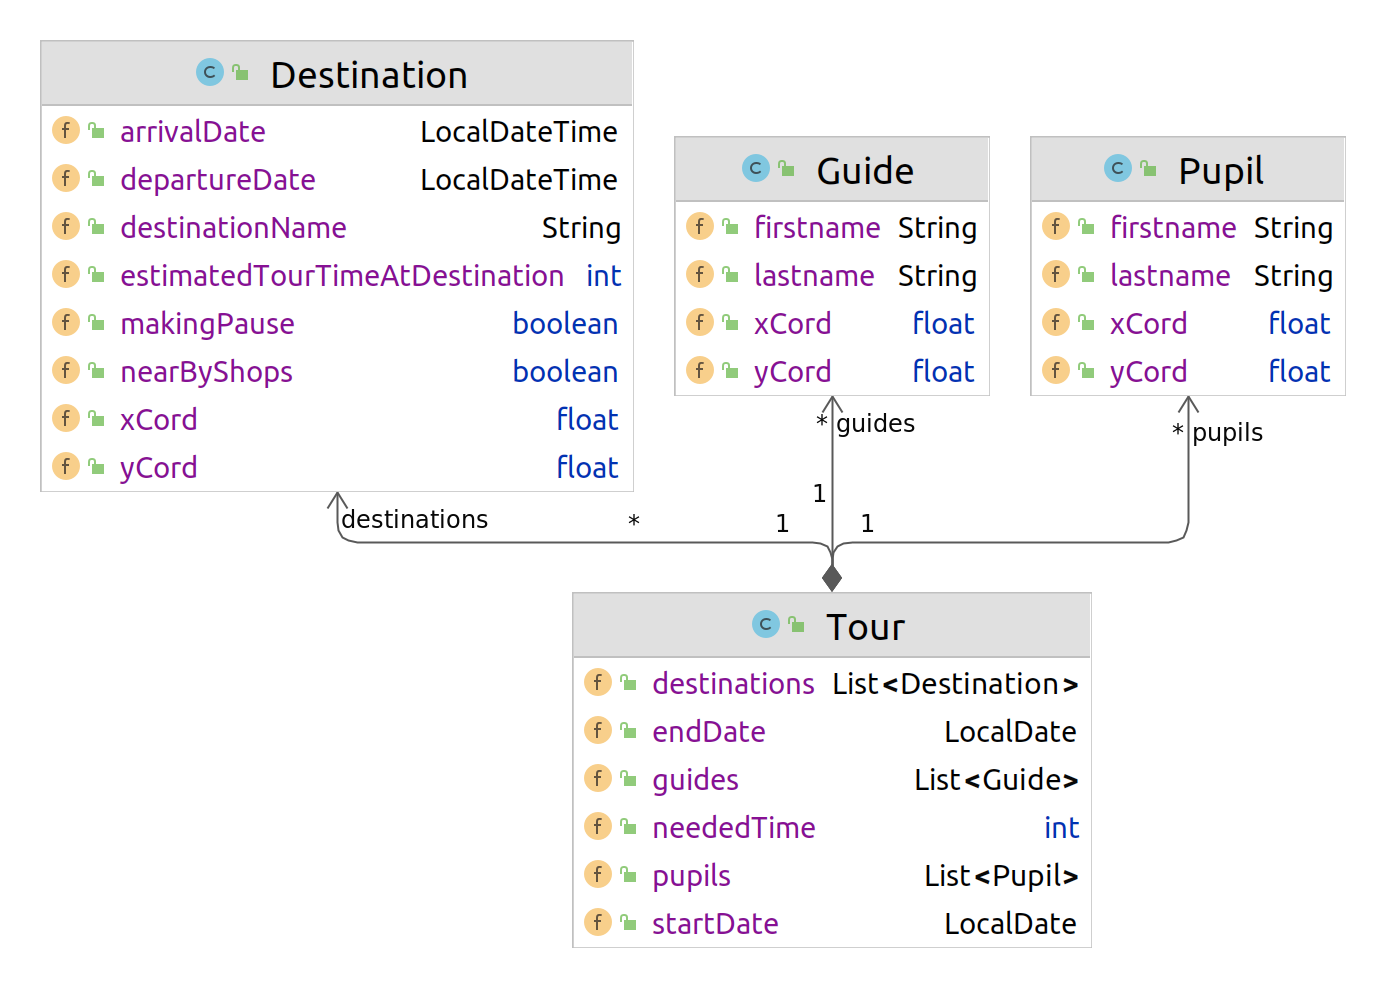 Destination
arrivalDate LocalDateTime
departureDate LocalDateTime
destinationName String
estimatedTourTimeAtDestination int
makingPause boolean
nearByShops boolean
xCord float
yCord float
Guide
firstname String
lastname String
xCord float
yCord float
Pupil
firstname String
lastname String
xCord float
yCord float
* guides
* pupils
1
destinations * 1 1
Tour
destinations List<Destination>
endDate LocalDate
guides List<Guide>
neededTime int
pupils List<Pupil>
startDate LocalDate